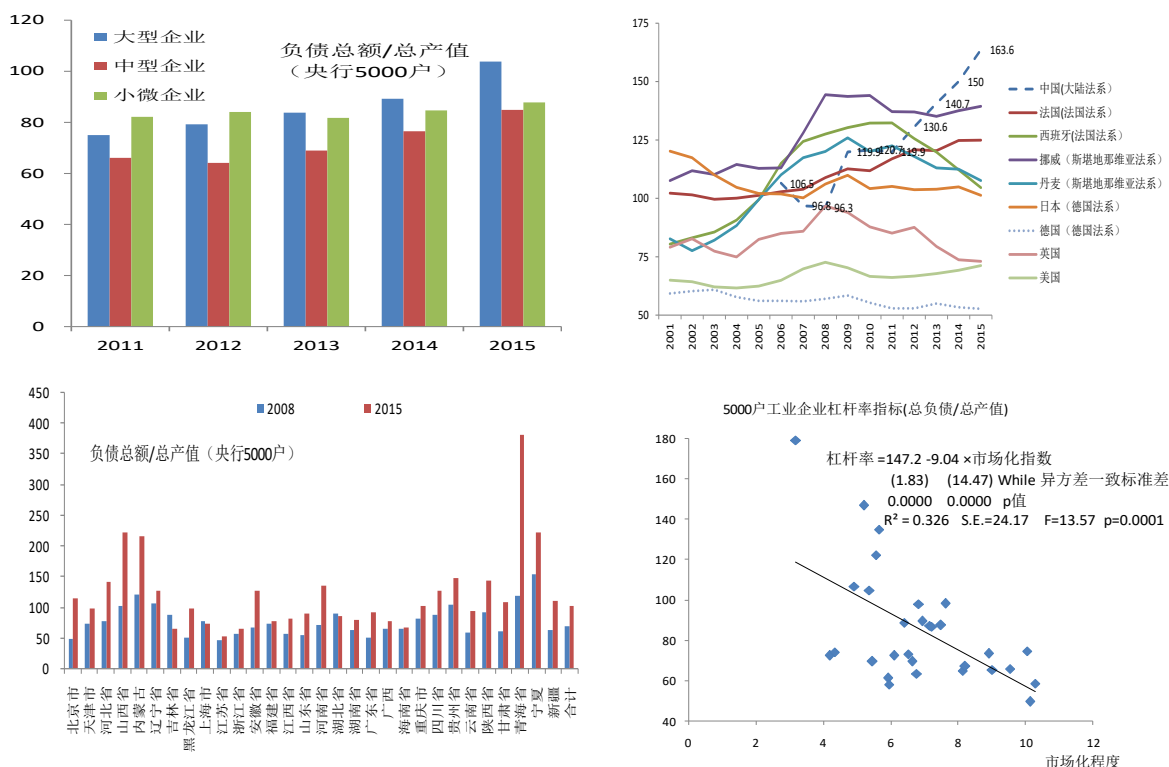 负债总额/总产值
（央行5000户）
大型企业
中型企业
小微企业
120
100
80
60
40
20
0
2011
2012
2013
2014
2015
175
150
125
100
75
50
163.6
150
140.7
130.6
119.9
120.7
119.9
106.5
96.8
96.3
中国(大陆法系）
法国(法国法系）
西班牙(法国法系）
挪威（斯堪地那维亚法系）
丹麦（斯堪地那维亚法系）
日本（德国法系）
德国（德国法系）
英国
美国
2001
2002
2003
2004
2005
2006
2007
2008
2009
2010
2011
2012
2013
2014
2015
2008
2015
负债总额/总产值（央行5000户）
450
400
350
300
250
200
150
100
50
0
北京市
天津市
河北省
山西省
内蒙古
辽宁省
吉林省
黑龙江省
上海市
江苏省
浙江省
安徽省
福建省
江西省
山东省
河南省
湖北省
湖南省
广东省
广西
海南省
重庆市
四川省
贵州省
云南省
陕西省
甘肃省
青海省
宁夏
新疆
合计
5000户工业企业杠杆率指标(总负债/总产值)
杠杆率 =147.2 -9.04 ×市场化指数
(1.83) (14.47) While 异方差一致标准差
0.0000 0.0000 p值
R² = 0.326 S.E.=24.17 F=13.57 p=0.0001
180
160
140
120
100
80
60
40
0
2
4
6
8
10
12
市场化程度